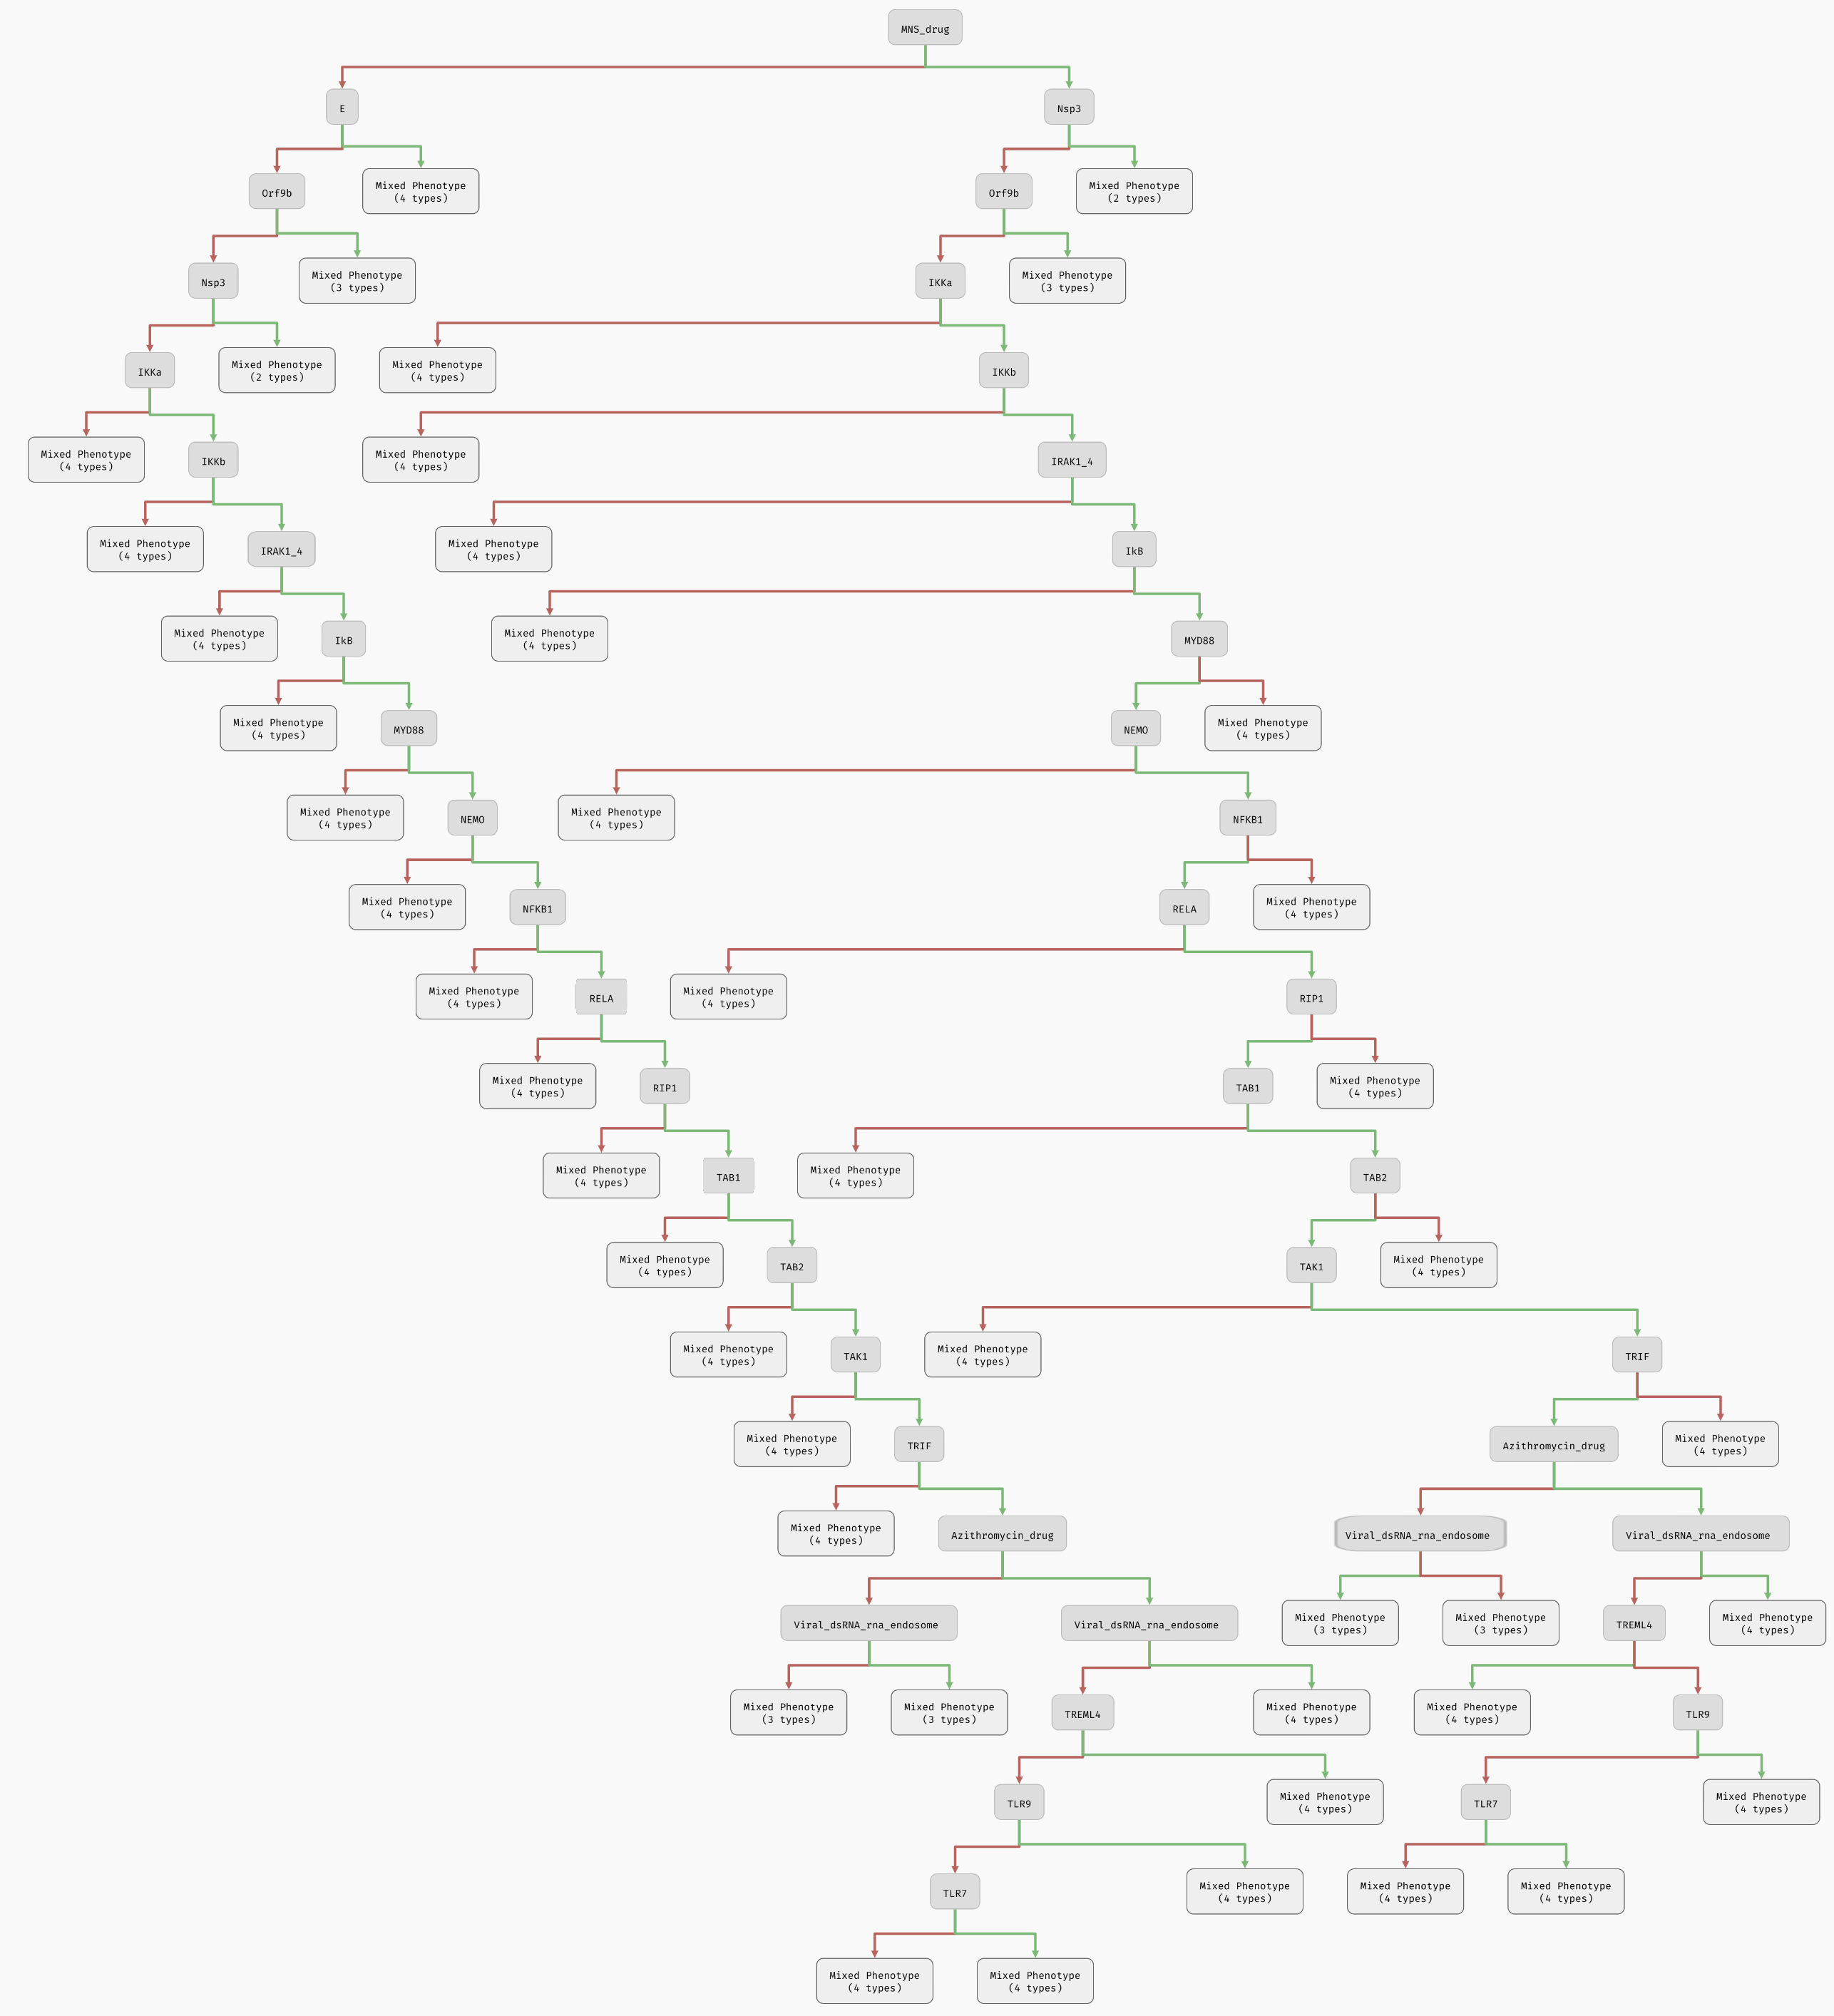 MNS_drug
E
Nsp3
Orf9b
Mixed Phenotype
(4 types)
Orf9b
Mixed Phenotype
(2 types)
Nsp3
Mixed Phenotype
(3 types)
IKKa
Mixed Phenotype
(3 types)
IKKa
Mixed Phenotype
(2 types)
Mixed Phenotype
(4 types)
IKKb
Mixed Phenotype
(4 types)
IKKb
Mixed Phenotype
(4 types)
IRAK1_4
Mixed Phenotype
(4 types)
IRAK1_4
Mixed Phenotype
(4 types)
IkB
Mixed Phenotype
(4 types)
IkB
Mixed Phenotype
(4 types)
MYD88
Mixed Phenotype
(4 types)
MYD88
NEMO
Mixed Phenotype
(4 types)
Mixed Phenotype
(4 types)
NEMO
Mixed Phenotype
(4 types)
NFKB1
Mixed Phenotype
(4 types)
NFKB1
RELA
Mixed Phenotype
(4 types)
Mixed Phenotype
(4 types)
RELA
Mixed Phenotype
(4 types)
RIP1
Mixed Phenotype
(4 types)
RIP1
TAB1
Mixed Phenotype
(4 types)
Mixed Phenotype
(4 types)
TAB1
Mixed Phenotype
(4 types)
TAB2
Mixed Phenotype
(4 types)
TAB2
TAK1
Mixed Phenotype
(4 types)
Mixed Phenotype
(4 types)
TAK1
Mixed Phenotype
(4 types)
TRIF
Mixed Phenotype
(4 types)
TRIF
Azithromycin_drug
Mixed Phenotype
(4 types)
Mixed Phenotype
(4 types)
Azithromycin_drug
Viral_dsRNA_rna_endosome
Viral_dsRNA_rna_endosome
Viral_dsRNA_rna_endosome
Viral_dsRNA_rna_endosome
Mixed Phenotype
(3 types)
Mixed Phenotype
(3 types)
TREML4
Mixed Phenotype
(4 types)
Mixed Phenotype
(3 types)
Mixed Phenotype
(3 types)
TREML4
Mixed Phenotype
(4 types)
Mixed Phenotype
(4 types)
TLR9
TLR9
Mixed Phenotype
(4 types)
TLR7
Mixed Phenotype
(4 types)
TLR7
Mixed Phenotype
(4 types)
Mixed Phenotype
(4 types)
Mixed Phenotype
(4 types)
Mixed Phenotype
(4 types)
Mixed Phenotype
(4 types)